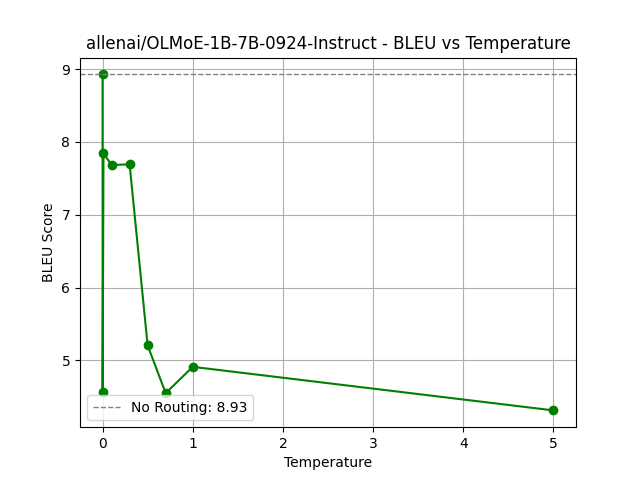 allenai/OLMoE-1B-7B-0924-Instruct - BLEU vs Temperature
9
8
7
6
5
BLEU Score
No Routing: 8.93
0 1 2 3 4 5
Temperature